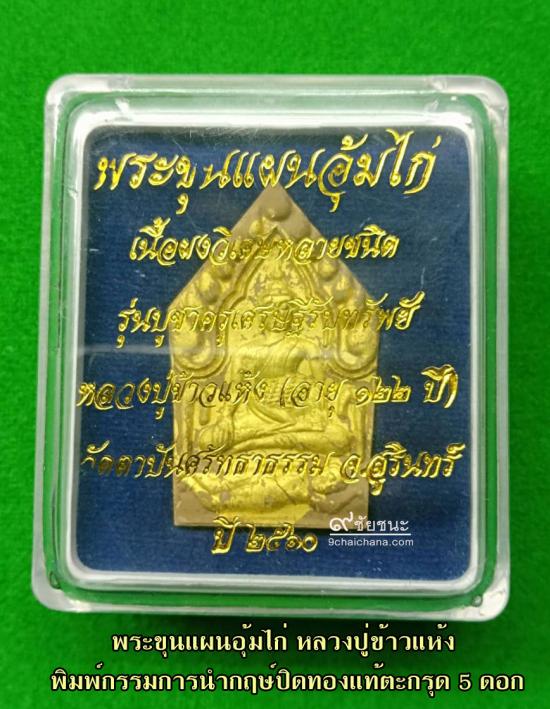 พระขุนแผนอุ้มไก่
เนื้อผงวิเศษหลายชนิด
รุ่นบูชาครูเศรษฐีรับทรัพย์
หลวงปู่ข้าวแห้ง (อายุ ๑๒๒ ปี)
วัดตาปันศรัทธาธรรม จ.สุรินทร์
ปี ๒๕๖๐
๙ชัยชนะ
9chaichana.com
พระขุนแผนอุ้มไก่ หลวงปู่ข้าวแห้ง
พิมพ์กรรมการนำฤกษ์ปิดทองแท้ตะกรุด 5 ดอก